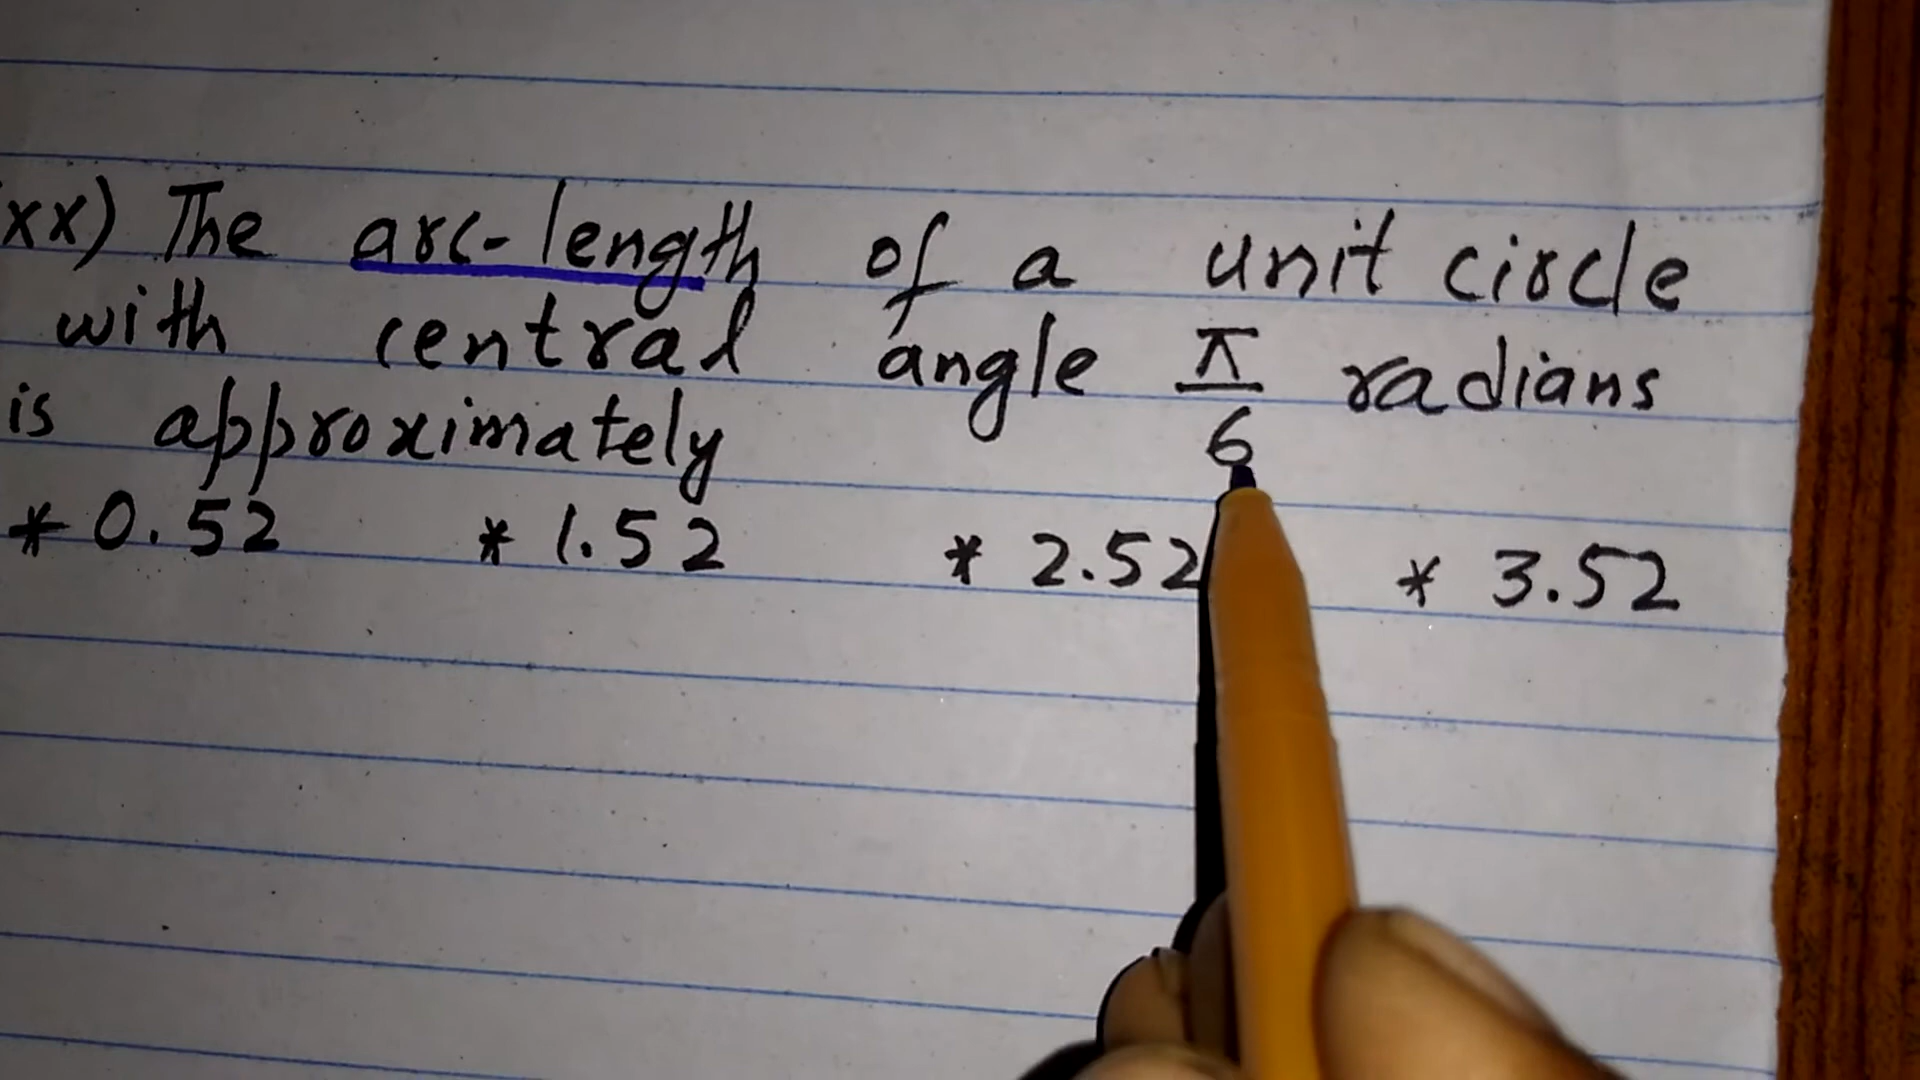 xx) The arc-length of a unit circle
with central angle π/6 radians
is approximately
* 0.52 * 1.52 * 2.52 * 3.52